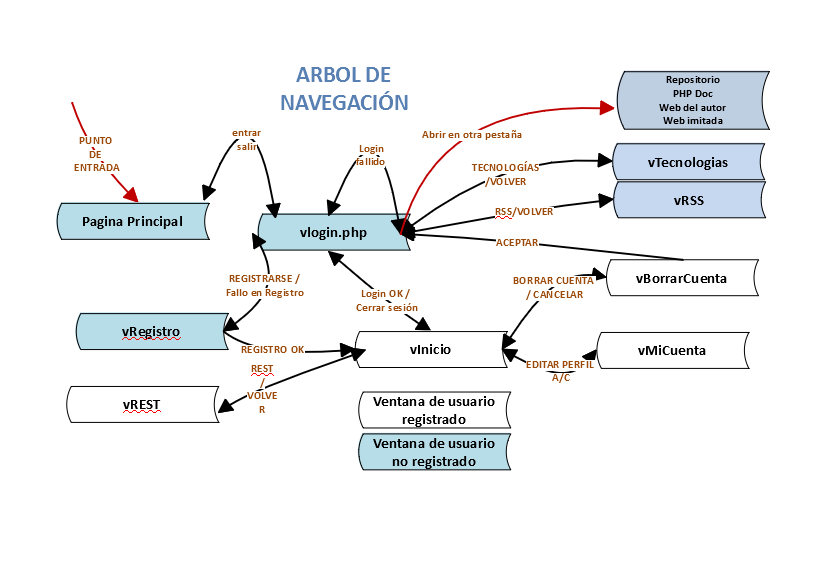 ARBOL DE
NAVEGACIÓN
PUNTO
DE
ENTRADA
entrar
salir
Login
fallido
Abrir en otra pestaña
Repositorio
PHP Doc
Web del autor
Web imitada
TECNOLOGÍAS
/VOLVER
vTecnologias
RSS/VOLVER
vRSS
Pagina Principal
vlogin.php
ACEPTAR
REGISTRARSE /
Fallo en Registro
Login OK /
Cerrar sesión
BORRAR CUENTA
/ CANCELAR
vBorrarCuenta
vRegistro
REGISTRO OK
vInicio
EDITAR PERFIL
A/C
vMiCuenta
REST
/
VOLVE
R
vREST
Ventana de usuario
registrado
Ventana de usuario
no registrado